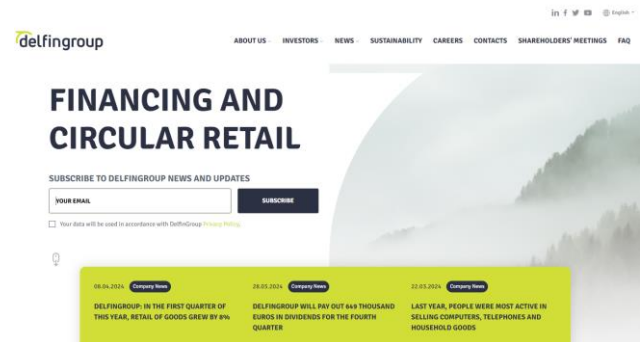 English
delfingroup
ABOUT US INVESTORS NEWS SUSTAINABILITY CAREERS CONTACTS SHAREHOLDERS' MEETINGS FAQ
FINANCING AND
CIRCULAR RETAIL
SUBSCRIBE TO DELFINGROUP NEWS AND UPDATES
YOUR EMAIL
SUBSCRIBE
Your data will be used in accordance with DelfinGroup Privacy Policy.
08.04.2024 Company News
DELFINGROUP: IN THE FIRST QUARTER OF
THIS YEAR, RETAIL OF GOODS GREW BY 8%
28.03.2024 Company News
DELFINGROUP WILL PAY OUT 649 THOUSAND
EUROS IN DIVIDENDS FOR THE FOURTH
QUARTER
22.03.2024 Company News
LAST YEAR, PEOPLE WERE MOST ACTIVE IN
SELLING COMPUTERS, TELEPHONES AND
HOUSEHOLD GOODS